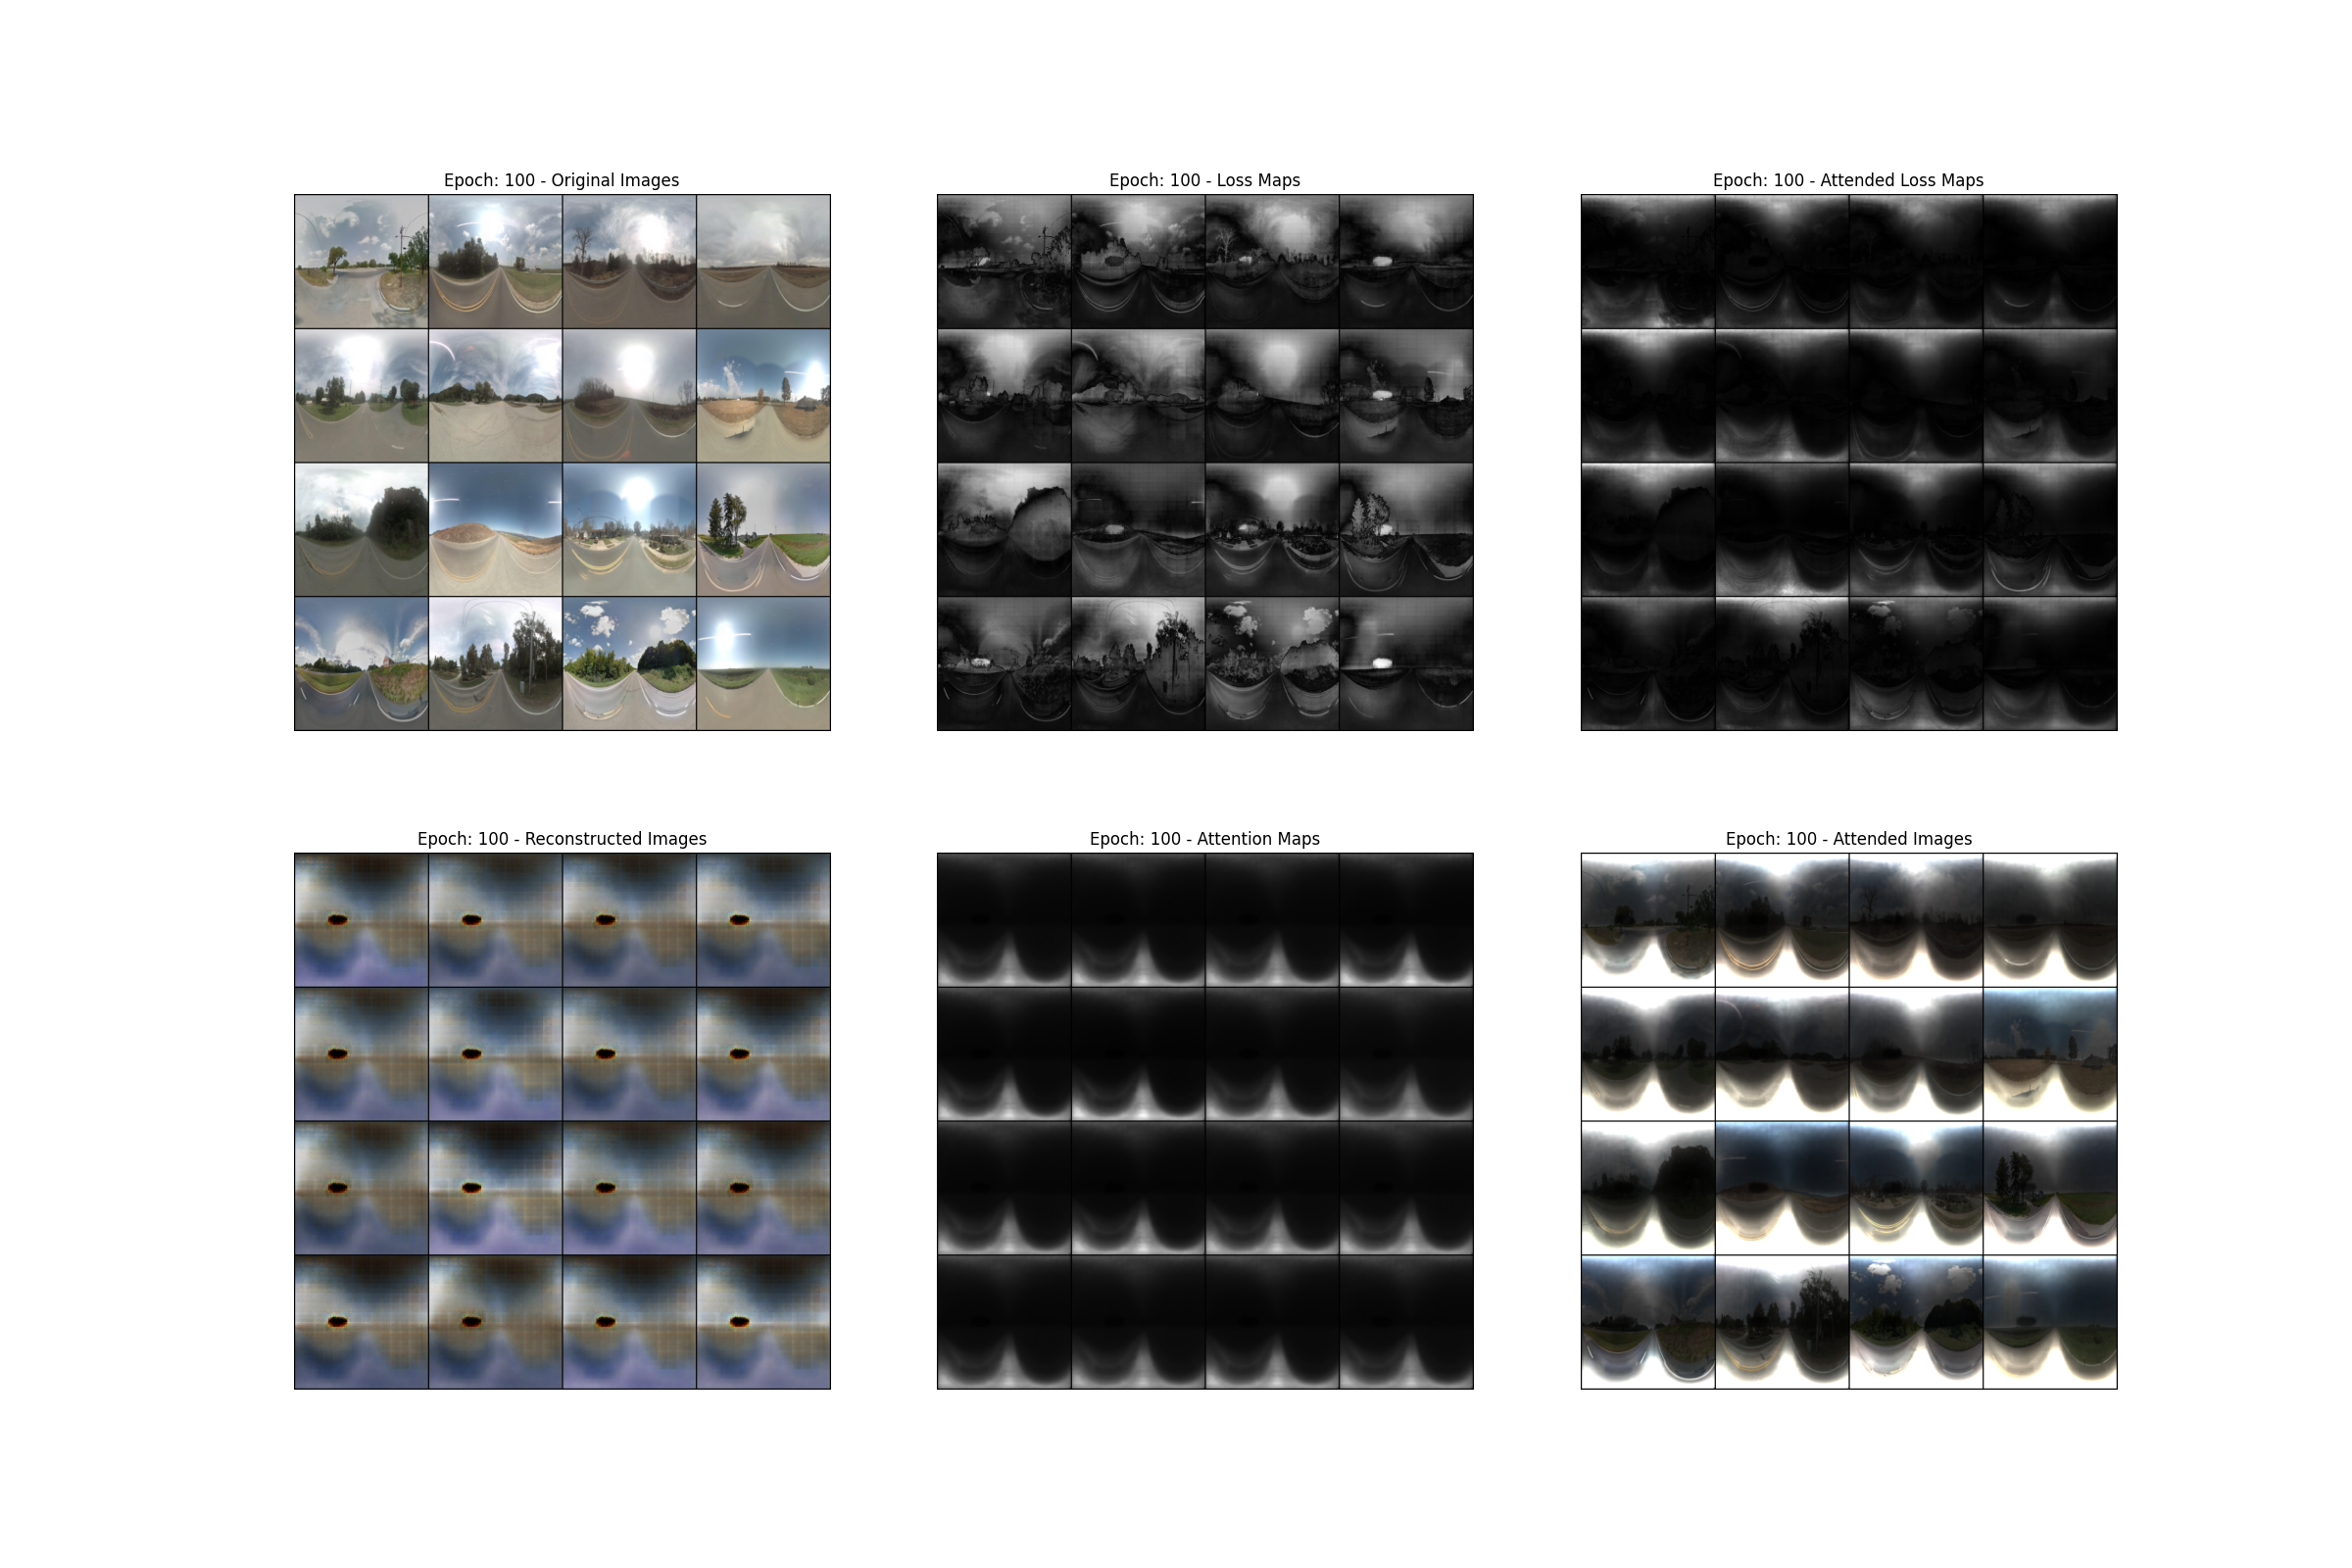 Epoch: 100 - Original Images
Epoch: 100 - Loss Maps
Epoch: 100 - Attended Loss Maps
Epoch: 100 - Reconstructed Images
Epoch: 100 - Attention Maps
Epoch: 100 - Attended Images